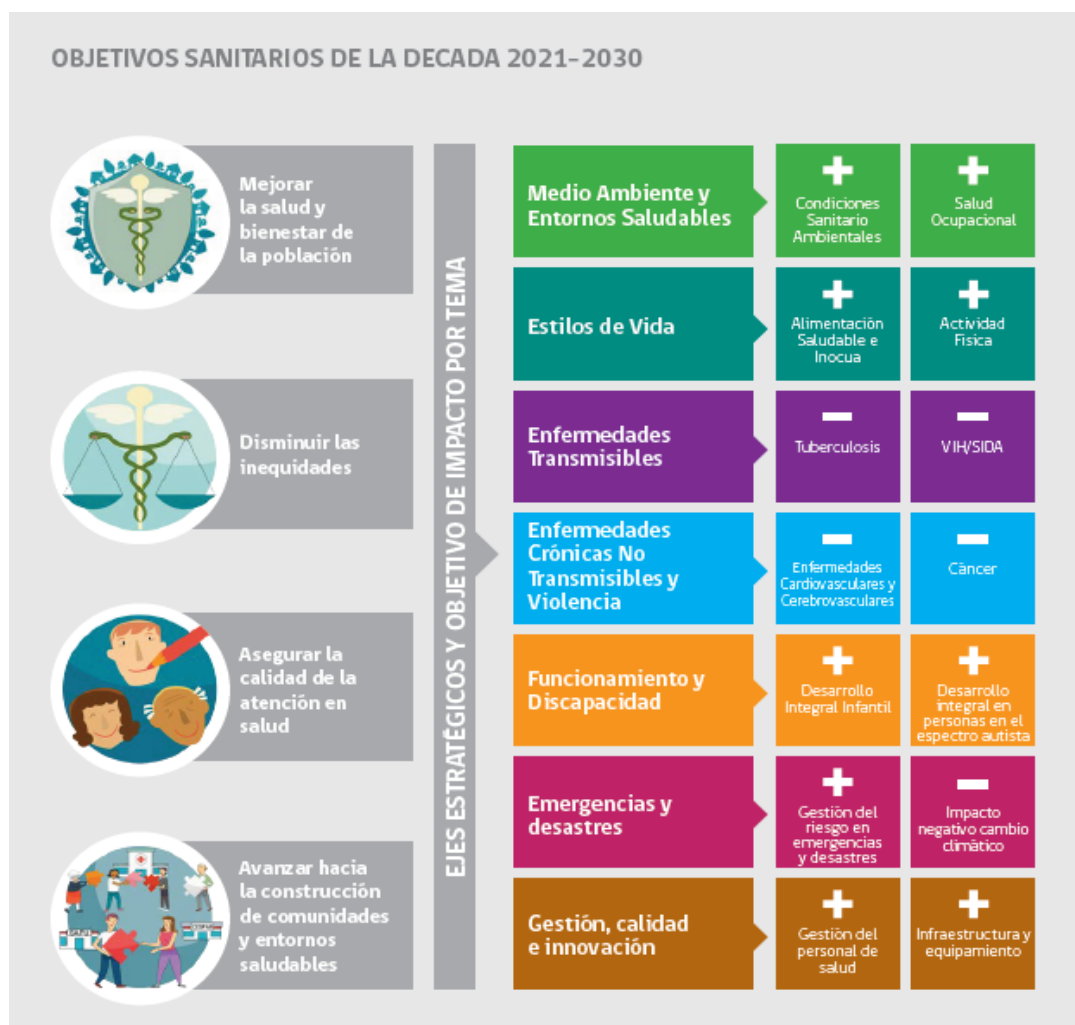 OBJETIVOS SANITARIOS DE LA DECADA 2021-2030
Mejorar
la salud y
bienestar de
la población
Disminuir las
inequidades
Asegurar la
calidad de la
atención en
salud
Avanzar hacia
la construcción
de comunidades
y entornos
saludables
EJES ESTRATÉGICOS Y OBJETIVO DE IMPACTO POR TEMA
Medio Ambiente y
Entornos Saludables
+
Condiciones
Sanitario
Ambientales
+
Salud
Ocupacional
Estilos de Vida
+
Alimentación
Saludable e
Inocua
+
Actividad
Fisica
Enfermedades
Transmisibles
−
Tuberculosis
−
VIH/SIDA
Enfermedades
Crónicas No
Transmisibles y
Violencia
−
Enfermedades
Cardiovasculares y
Cerebrovasculares
−
Càncer
Funcionamiento y
Discapacidad
+
Desarrollo
Integral Infantil
+
Desarrollo
integral en
personas en el
espectro autista
Emergencias y
desastres
+
Gestiòn del
riesgo en
emergencias
y desastres
−
Impacto
negativo cambio
climàtico
Gestión, calidad
e innovación
+
Gestiòn del
personal de
salud
+
Infraestructura y
equipamiento